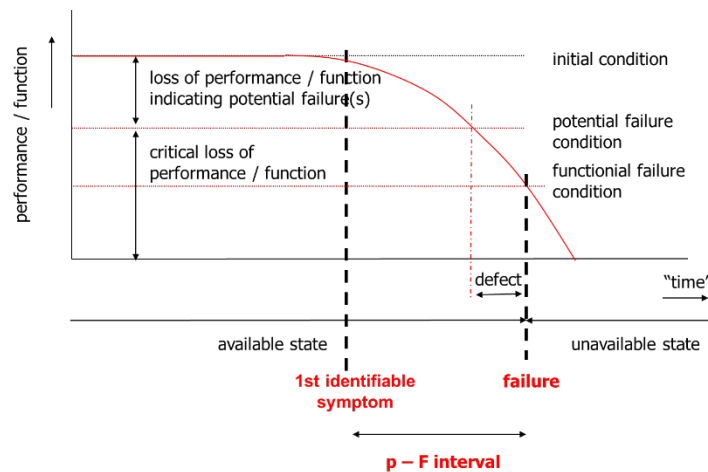 performance / function
initial condition
loss of performance / function
indicating potential failure(s)
potential failure
condition
critical loss of
performance / function
functionial failure
condition
defect
"time"
available state
unavailable state
1st identifiable
symptom
failure
p – F interval